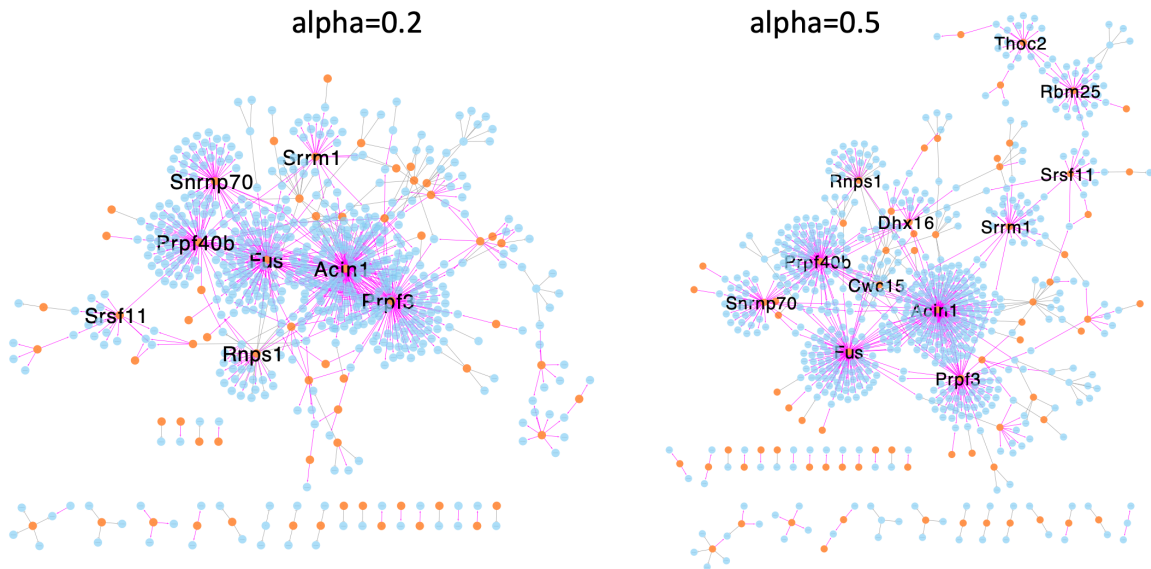 alpha=0.2
Srrm1
Snrnp70
Prpf40b
Fus
Acin1
Prpf3
Srsf11
Rnps1
alpha=0.5
Thoc2
Rbm25
Rnps1
Srsf11
Dhx16
Srrm1
Prpf40b
Cwc15
Snrnp70
Acin1
Fus
Prpf3